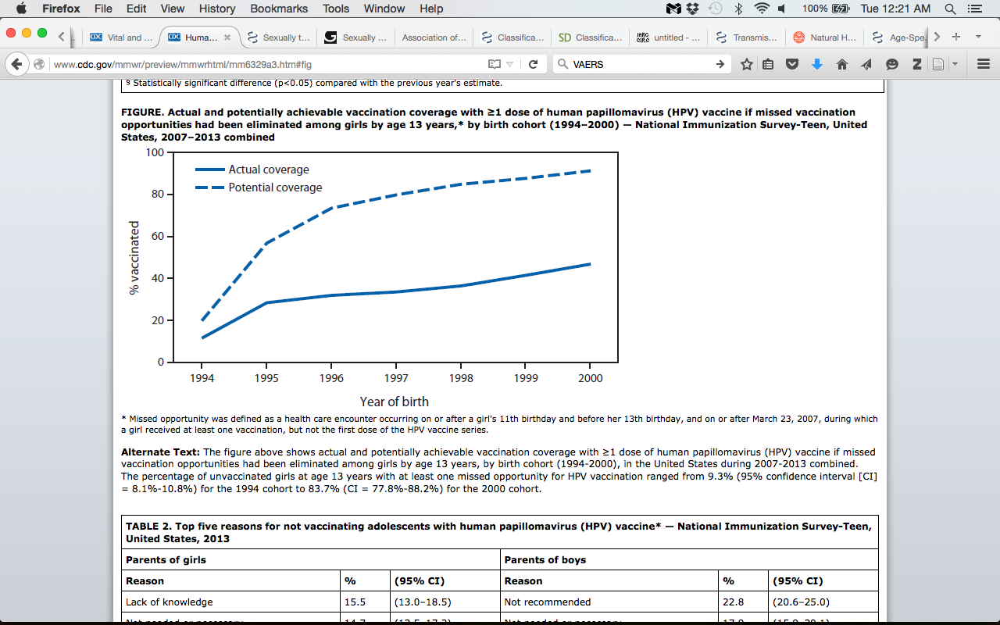 Firefox File Edit View History Bookmarks Tools Window Help 100% Tue 12:21 AM
CDC Vital and ... CDC Huma... Sexually t... Sexually ... Association of... Classifica... SD Classifica... untitled - ... Transmis... Natural H... Age-Spe
www.cdc.gov/mmwr/preview/mmwrhtml/mm6329a3.htm#fig VAERS
§ Statistically significant difference (p<0.05) compared with the previous year's estimate.
FIGURE. Actual and potentially achievable vaccination coverage with ≥1 dose of human papillomavirus (HPV) vaccine if missed vaccination
opportunities had been eliminated among girls by age 13 years,* by birth cohort (1994–2000) — National Immunization Survey-Teen, United
States, 2007–2013 combined
100
Actual coverage
Potential coverage
80
60
% vaccinated
40
20
0
1994 1995 1996 1997 1998 1999 2000
Year of birth
* Missed opportunity was defined as a health care encounter occurring on or after a girl's 11th birthday and before her 13th birthday, and on or after March 23, 2007, during which
a girl received at least one vaccination, but not the first dose of the HPV vaccine series.
Alternate Text: The figure above shows actual and potentially achievable vaccination coverage with ≥1 dose of human papillomavirus (HPV) vaccine if missed
vaccination opportunities had been eliminated among girls by age 13 years, by birth cohort (1994-2000), in the United States during 2007-2013 combined.
The percentage of unvaccinated girls at age 13 years with at least one missed opportunity for HPV vaccination ranged from 9.3% (95% confidence interval [CI]
= 8.1%-10.8%) for the 1994 cohort to 83.7% (CI = 77.8%-88.2%) for the 2000 cohort.
TABLE 2. Top five reasons for not vaccinating adolescents with human papillomavirus (HPV) vaccine* — National Immunization Survey-Teen,
United States, 2013
Parents of girls Parents of boys
Reason % (95% CI) Reason % (95% CI)
Lack of knowledge 15.5 (13.0–18.5) Not recommended 22.8 (20.6–25.0)
Not needed or necessary Not needed or necessary